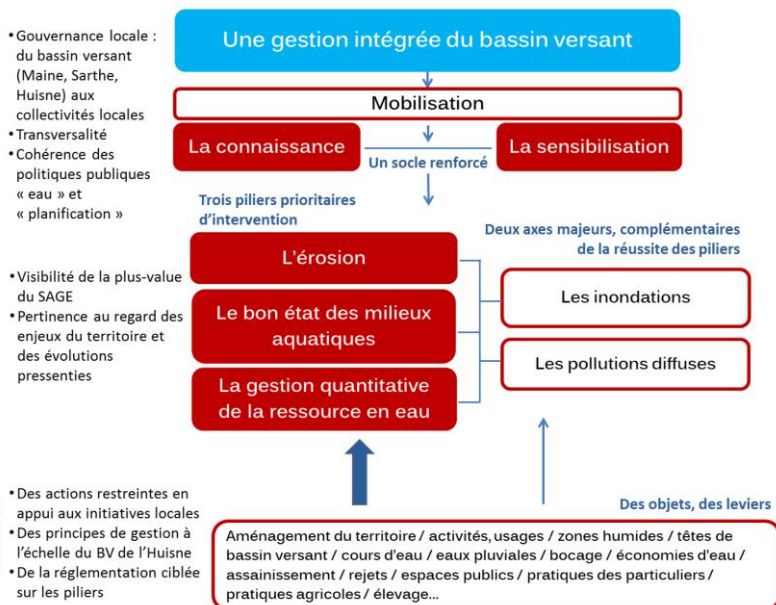 Une gestion intégrée du bassin versant
• Gouvernance locale :
du bassin versant
(Maine, Sarthe,
Huisne) aux
collectivités locales
• Transversalité
• Cohérence des
politiques publiques
« eau » et
« planification »
Mobilisation
La connaissance
Un socle renforcé
La sensibilisation
Trois piliers prioritaires
d'intervention
Deux axes majeurs, complémentaires
de la réussite des piliers
• Visibilité de la plus-value
du SAGE
• Pertinence au regard des
enjeux du territoire et
des évolutions
pressenties
L'érosion
Le bon état des milieux
aquatiques
La gestion quantitative
de la ressource en eau
Les inondations
Les pollutions diffuses
• Des actions restreintes en
appui aux initiatives locales
• Des principes de gestion à
l'échelle du BV de l'Huisne
• De la réglementation ciblée
sur les piliers
Des objets, des leviers
Aménagement du territoire / activités, usages / zones humides / têtes
de bassin versant / cours d'eau / eaux pluviales / bocage / économies d'eau /
assainissement / rejets / espaces publics / pratiques des particuliers /
pratiques agricoles / élevage...